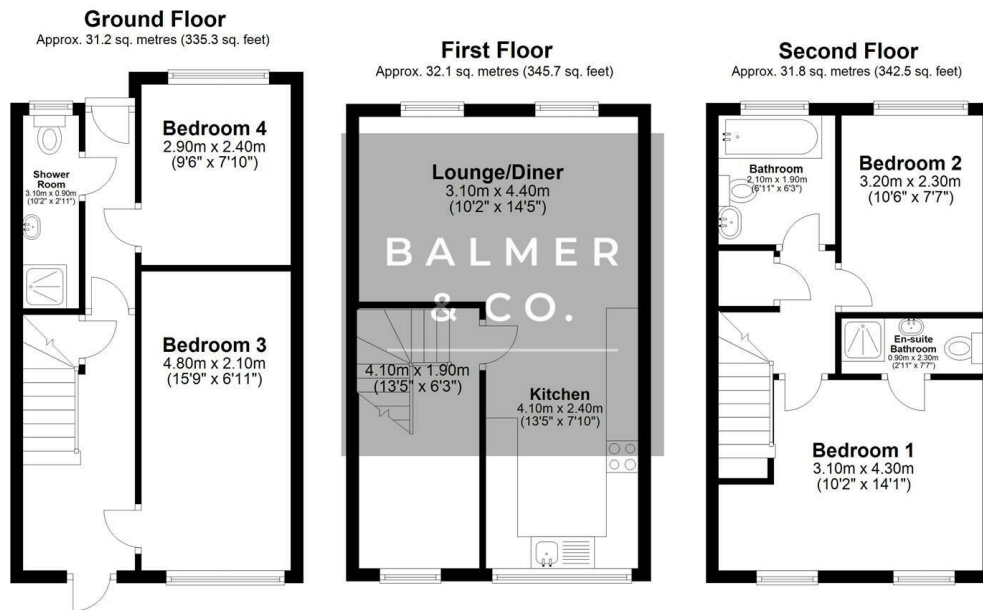 Ground Floor
Approx. 31.2 sq. metres (335.3 sq. feet)
Shower
Room
3.10m x 0.90m
(10'2" x 2'11")
Bedroom 4
2.90m x 2.40m
(9'6" x 7'10")
Bedroom 3
4.80m x 2.10m
(15'9" x 6'11")
First Floor
Approx. 32.1 sq. metres (345.7 sq. feet)
Lounge/Diner
3.10m x 4.40m
(10'2" x 14'5")
BALMER
& CO.
4.10m x 1.90m
(13'5" x 6'3")
Kitchen
4.10m x 2.40m
(13'5" x 7'10")
Second Floor
Approx. 31.8 sq. metres (342.5 sq. feet)
Bathroom
2.10m x 1.90m
(6'11" x 6'3")
Bedroom 2
3.20m x 2.30m
(10'6" x 7'7")
En-suite
Bathroom
0.90m x 2.30m
(2'11" x 7'7")
Bedroom 1
3.10m x 4.30m
(10'2" x 14'1")